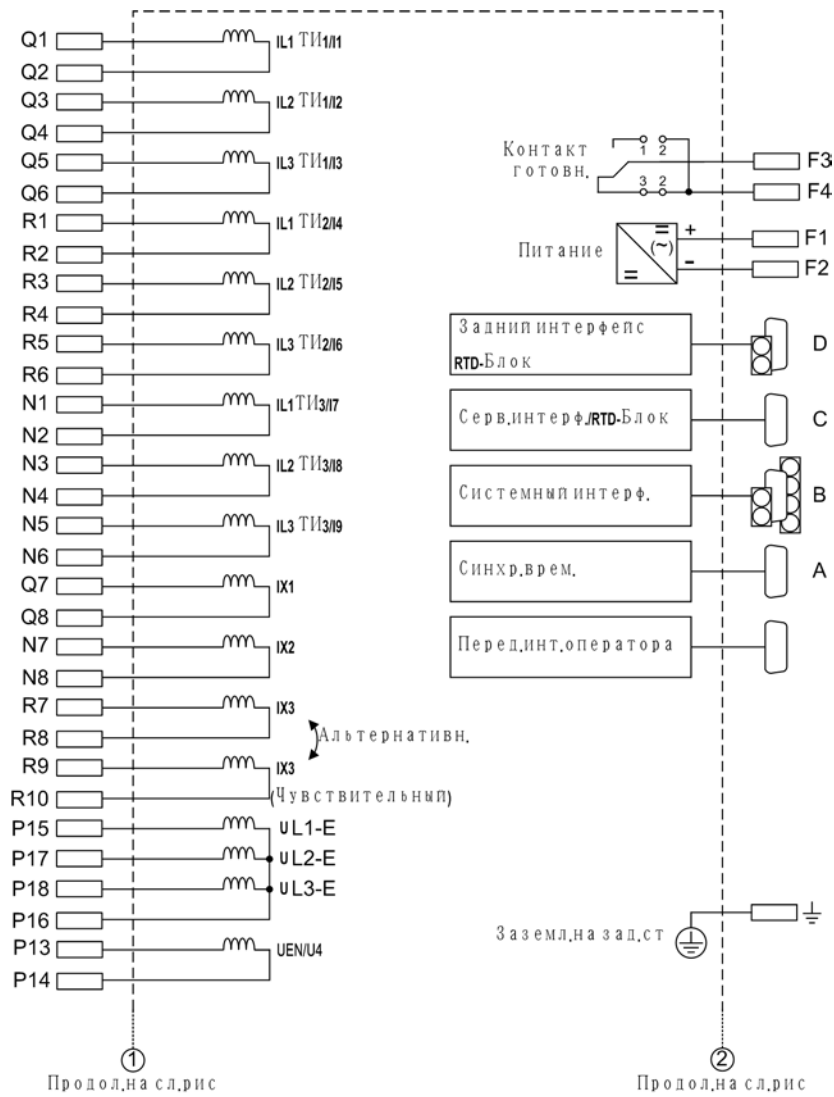 Q1
IL1 ТИ1/I1
Q2
Q3
IL2 ТИ1/I2
Q4
Q5
IL3 ТИ1/I3
Q6
R1
IL1 ТИ2/I4
R2
R3
IL2 ТИ2/I5
R4
R5
IL3 ТИ2/I6
R6
N1
IL1ТИ3/I7
N2
N3
IL2 ТИ3/I8
N4
N5
IL3 ТИ3/I9
N6
Q7
IX1
Q8
N7
IX2
N8
R7
IX3
R8
Альтернативн.
R9
IX3
R10
(Чувствительный)
P15
UL1-E
P17
UL2-E
P18
UL3-E
P16
P13
UEN/U4
P14
1
Продол,на сл,рис
Контакт
готовн.
1 2
3 2
F3
F4
Питание
=
(~)
=
+
-
F1
F2
Задний интерфейс
RTD-Блок
D
Серв,интерф./RTD-Блок
C
Системный интерф.
B
Синхр,врем.
A
Перед,инт,оператора
Заземл,на зад,ст
2
Продол,на сл,рис